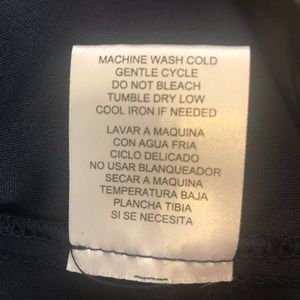 MACHINE WASH COLD
GENTLE CYCLE
DO NOT BLEACH
TUMBLE DRY LOW
COOL IRON IF NEEDED
LAVAR A MAQUINA
CON AGUA FRIA
CICLO DELICADO
NO USAR BLANQUEADOR
SECAR A MAQUINA
TEMPERATURA BAJA
PLANCHA TIBIA
SI SE NECESITA